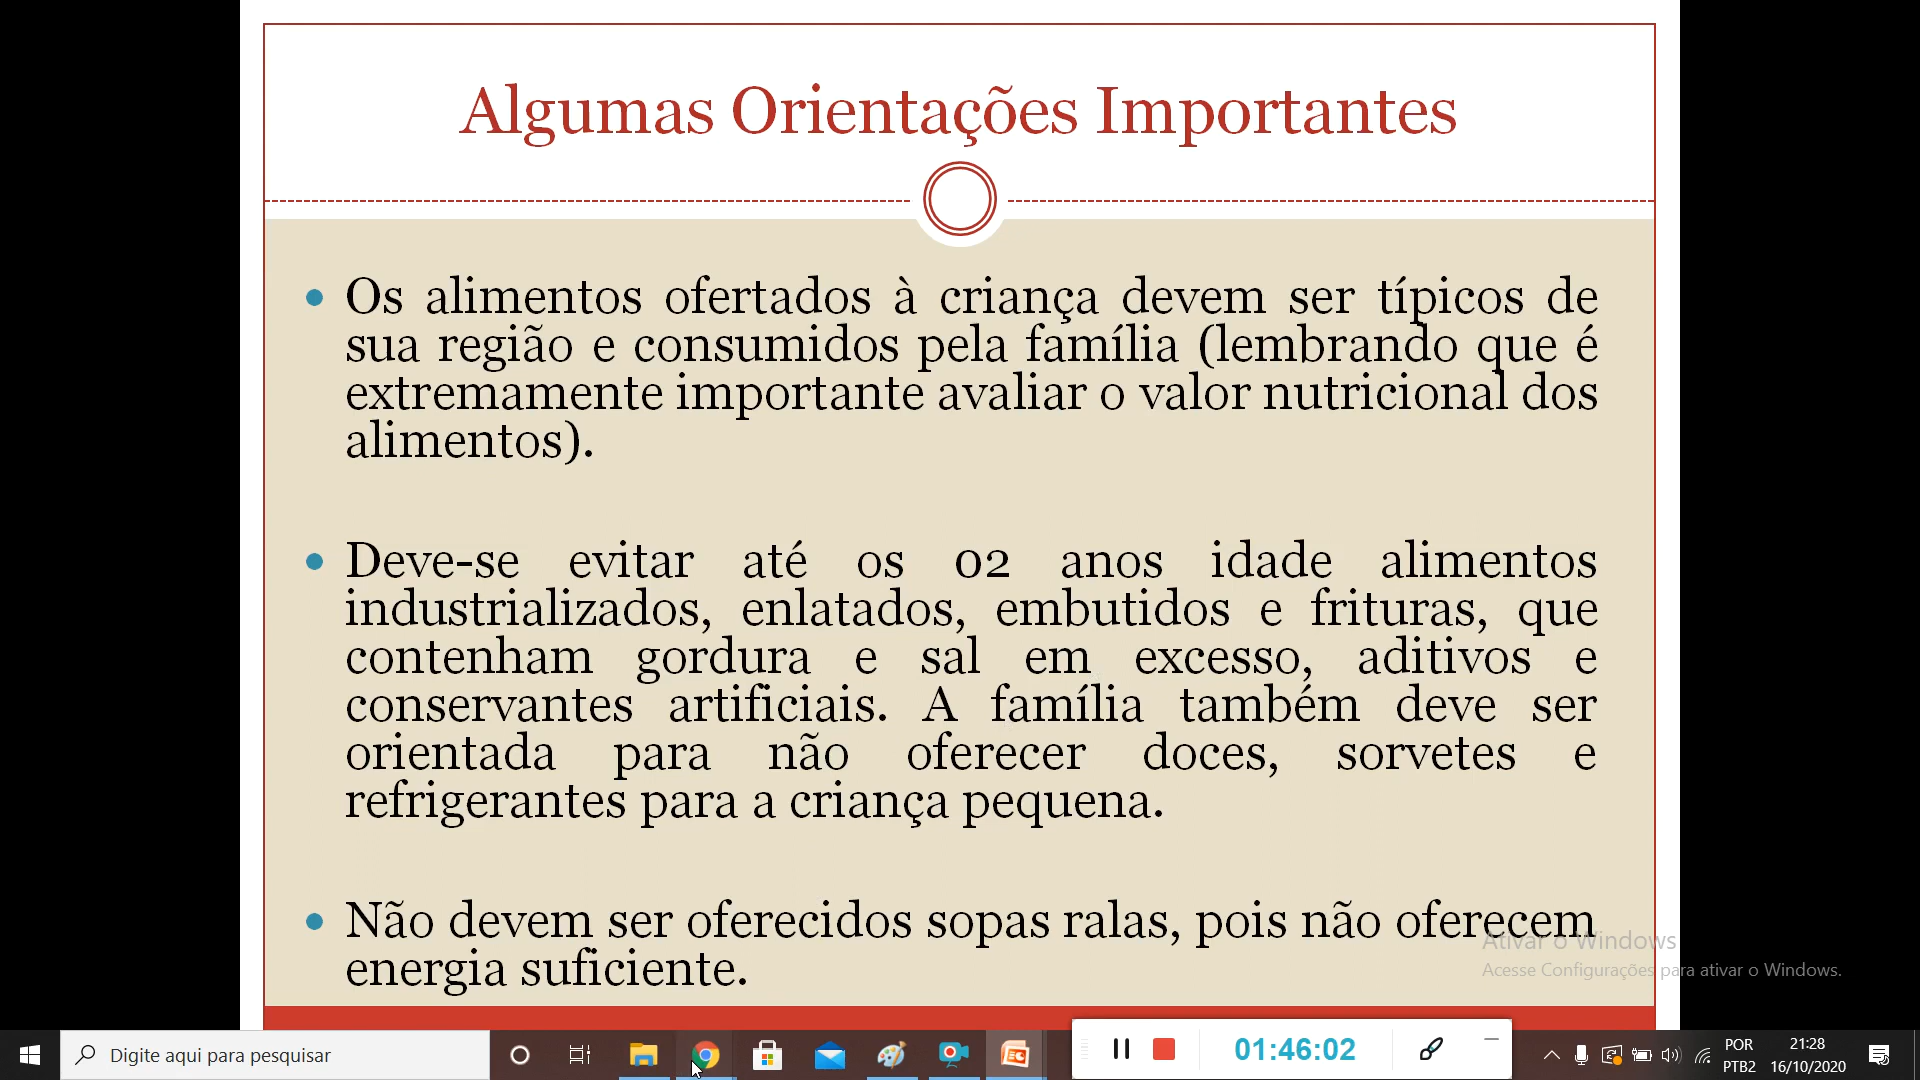 Algumas Orientações Importantes
• Os alimentos ofertados à criança devem ser típicos de
sua região e consumidos pela família (lembrando que é
extremamente importante avaliar o valor nutricional dos
alimentos).
• Deve-se evitar até os 02 anos idade alimentos
industrializados, enlatados, embutidos e frituras, que
contenham gordura e sal em excesso, aditivos e
conservantes artificiais. A família também deve ser
orientada para não oferecer doces, sorvetes e
refrigerantes para a criança pequena.
• Não devem ser oferecidos sopas ralas, pois não oferecem
energia suficiente.
Ativar o Windows
Acesse Configurações para ativar o Windows.
Digite aqui para pesquisar
01:46:02
POR
PTB2
21:28
16/10/2020